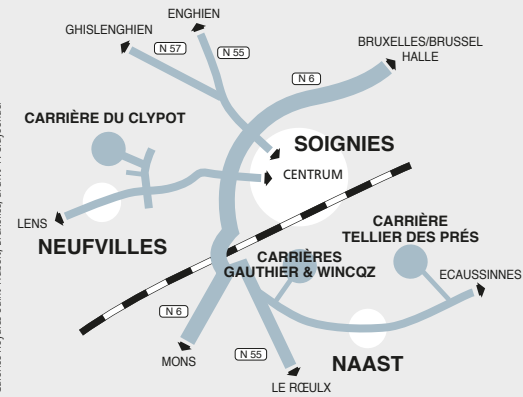 ENGHIEN
GHISLENGHIEN
N 57
N 55
BRUXELLES/BRUSSEL
HALLE
N 6
CARRIÈRE DU CLYPOT
SOIGNIES
CENTRUM
LENS
NEUFVILLES
CARRIÈRE
TELLIER DES PRÉS
CARRIÈRES
GAUTHIER & WINCQZ
ECAUSSINNES
N 6
N 55
MONS
NAAST
LE RŒULX